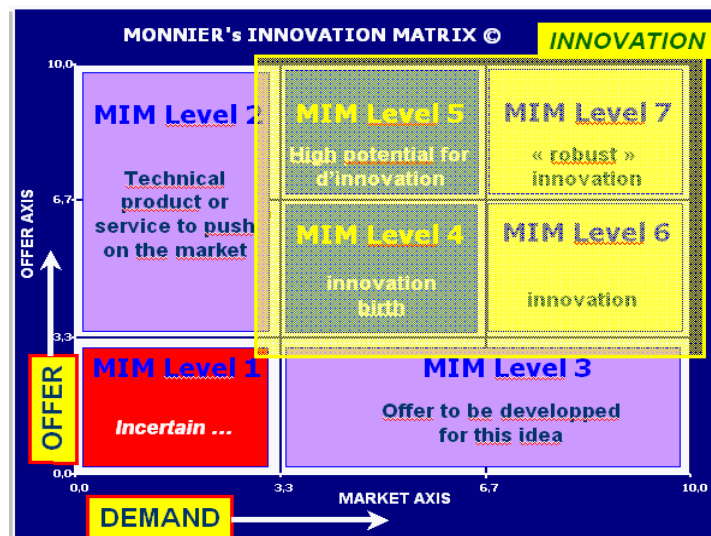 MONNIER's INNOVATION MATRIX ©
INNOVATION
10,0
MIM Level 2
MIM Level 5
MIM Level 7
High potential for
d'innovation
« robust »
innovation
Technical
product or
service to push
on the market
6,7
OFFER AXIS
MIM Level 4
MIM Level 6
innovation
birth
innovation
3,3
MIM Level 1
MIM Level 3
OFFER
Incertain ...
Offer to be developped
for this idea
0,0
0,0
3,3
6,7
10,0
MARKET AXIS
DEMAND